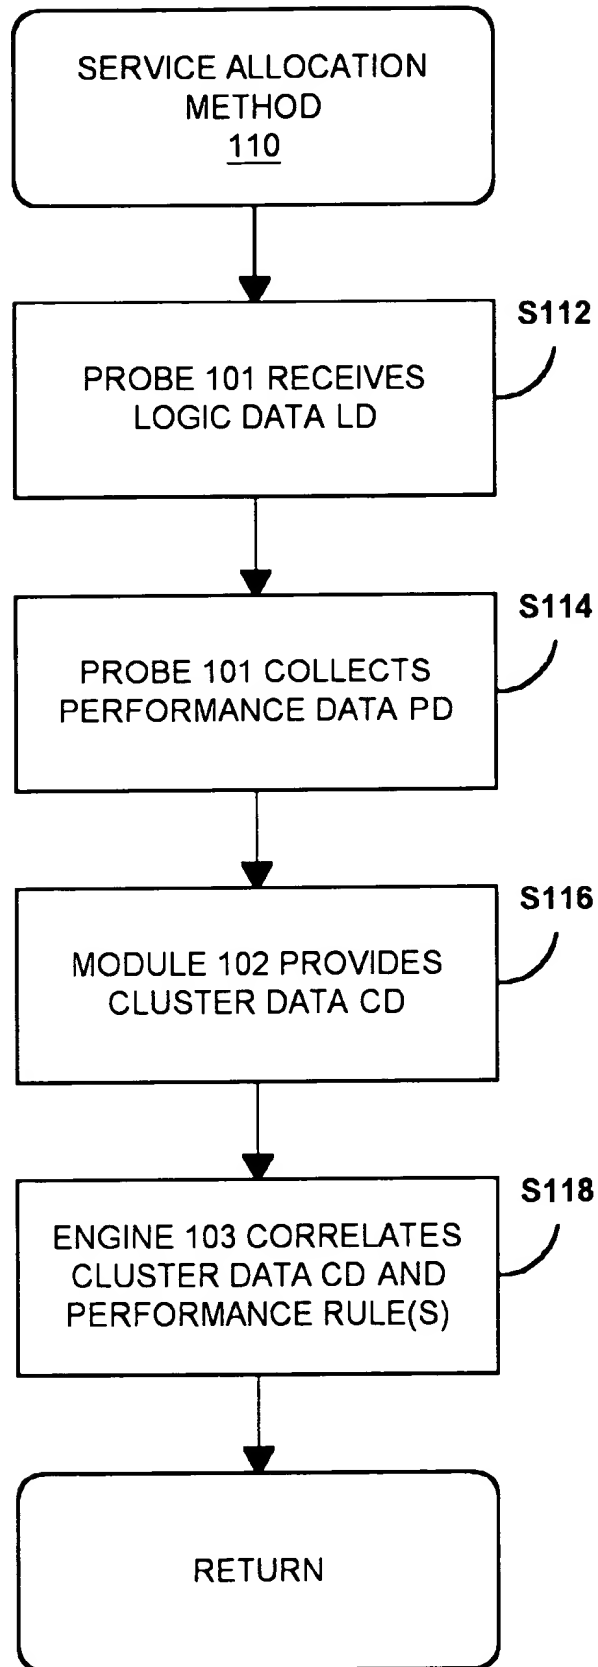 SERVICE ALLOCATION
METHOD
110
S112
PROBE 101 RECEIVES
LOGIC DATA LD
S114
PROBE 101 COLLECTS
PERFORMANCE DATA PD
S116
MODULE 102 PROVIDES
CLUSTER DATA CD
S118
ENGINE 103 CORRELATES
CLUSTER DATA CD AND
PERFORMANCE RULE(S)
RETURN